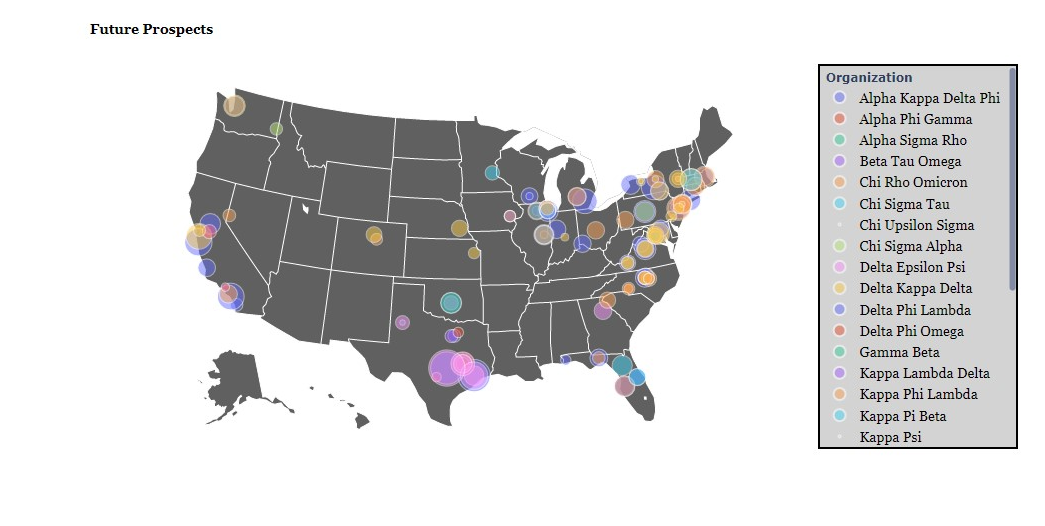 Future Prospects
Organization
Alpha Kappa Delta Phi
Alpha Phi Gamma
Alpha Sigma Rho
Beta Tau Omega
Chi Rho Omicron
Chi Sigma Tau
Chi Upsilon Sigma
Chi Sigma Alpha
Delta Epsilon Psi
Delta Kappa Delta
Delta Phi Lambda
Delta Phi Omega
Gamma Beta
Kappa Lambda Delta
Kappa Phi Lambda
Kappa Pi Beta
Kappa Psi